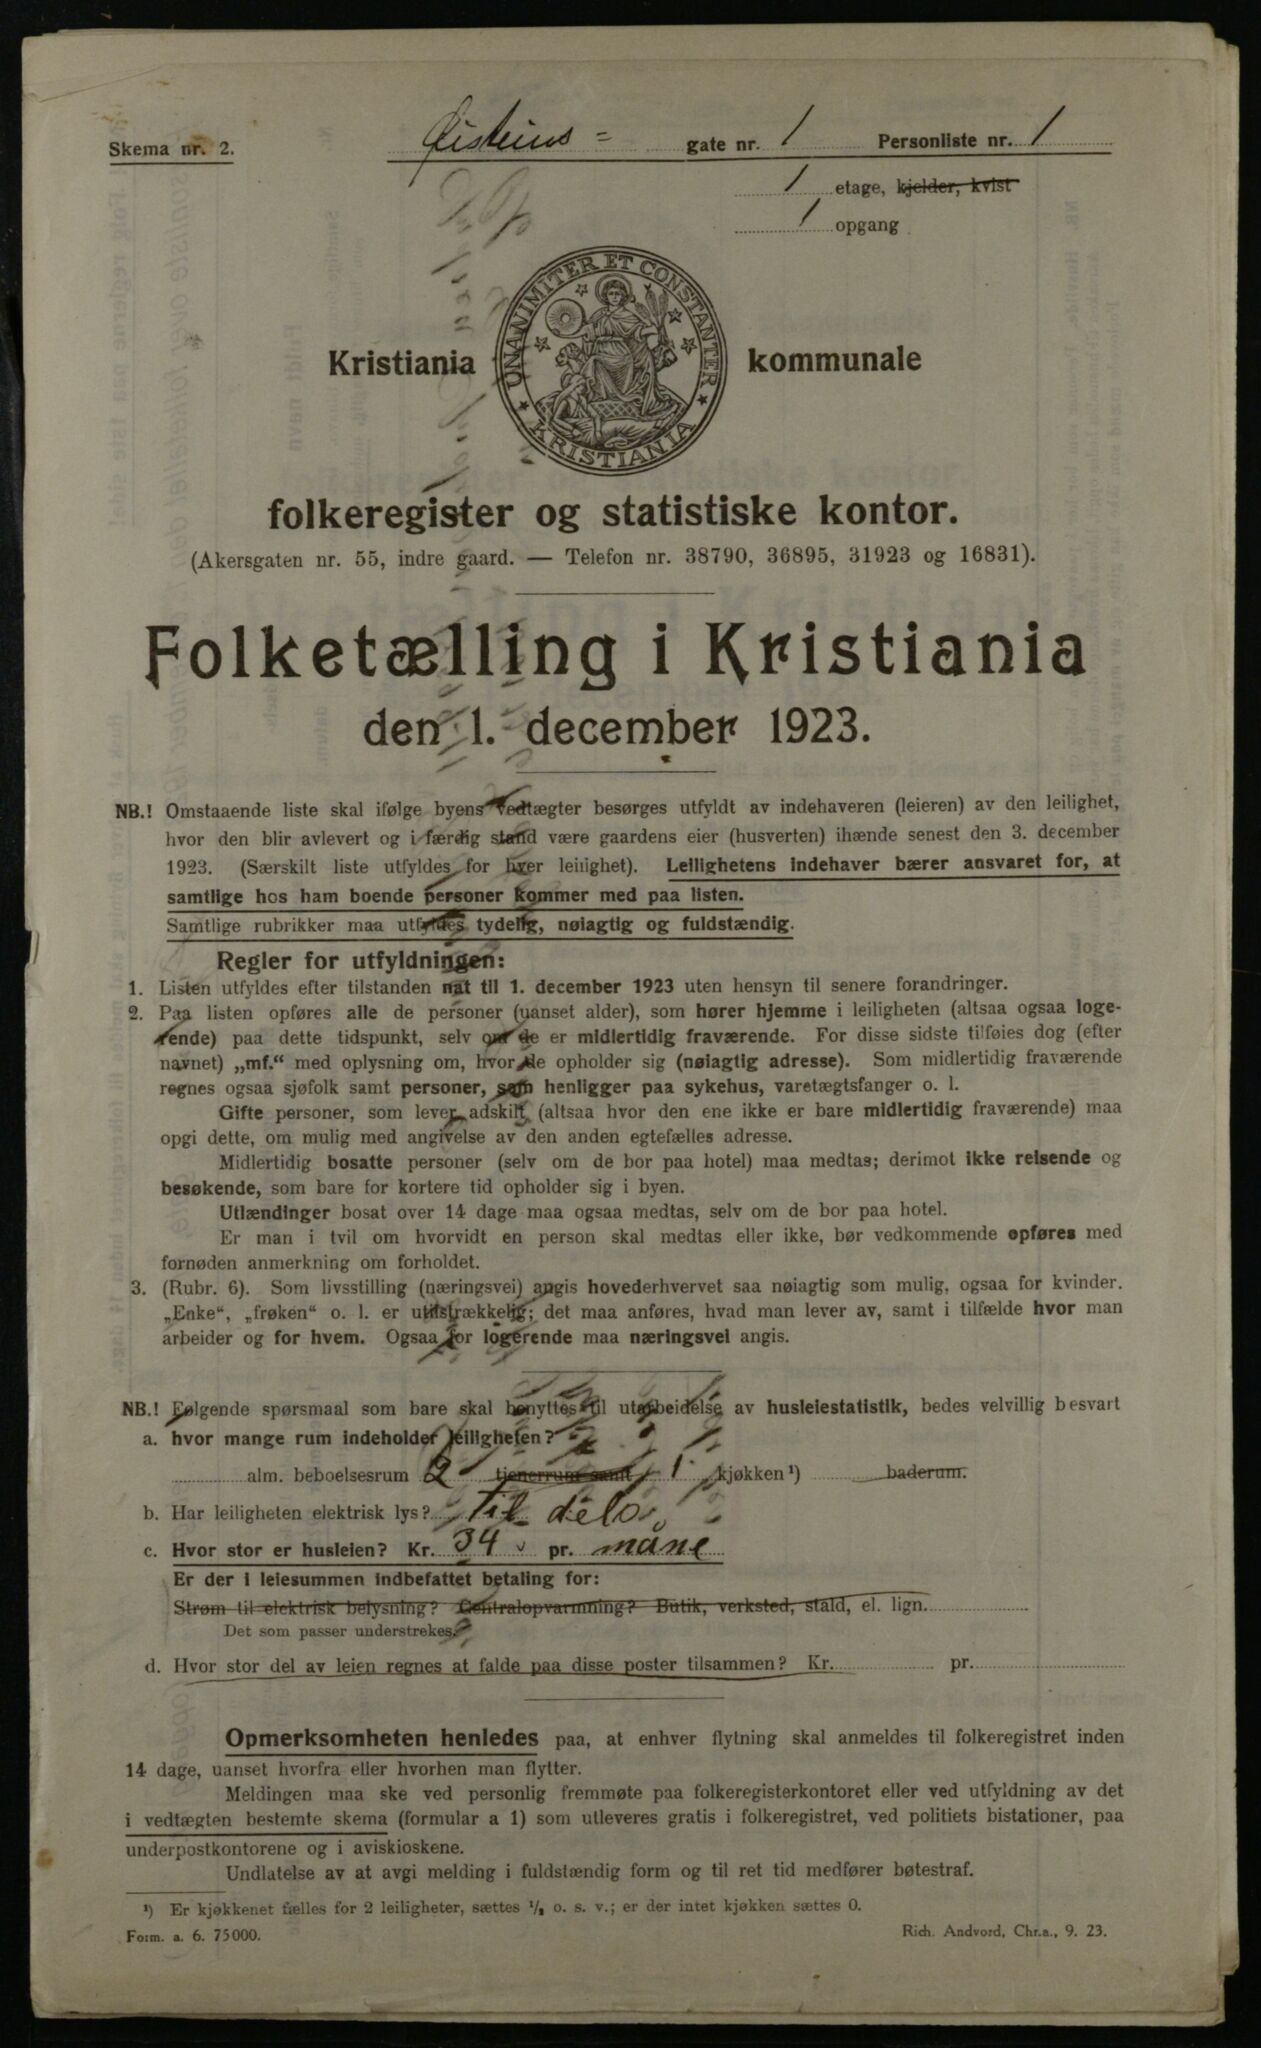 Skema nr. 2.
Øisteins = gate nr. 1 Personliste nr. 1
1 etage, kjelder, kvist
1 opgang
UNANIMITER ET CONSTANTER
KRISTIANIA
Kristiania kommunale
folkeregister og statistiske kontor.
(Akersgaten nr. 55, indre gaard. — Telefon nr. 38790, 36895, 31923 og 16831).
Folketælling i Kristiania
den 1. december 1923.
NB.! Omstaaende liste skal ifølge byens vedtægter besørges utfyldt av indehaveren (leieren) av den leilighet,
hvor den blir avlevert og i færdig stand være gaardens eier (husverten) ihænde senest den 3. december
1923. (Særskilt liste utfyldes for hver leilighet). Leilighetens indehaver bærer ansvaret for, at
samtlige hos ham boende personer kommer med paa listen.
Samtlige rubrikker maa utfyldes tydelig, nøiagtig og fuldstændig.
Regler for utfyldningen:
1. Listen utfyldes efter tilstanden nat til 1. december 1923 uten hensyn til senere forandringer.
2. Paa listen opføres alle de personer (uanset alder), som hører hjemme i leiligheten (altsaa ogsaa loge-
rende) paa dette tidspunkt, selv om de er midlertidig fraværende. For disse sidste tilføies dog (efter
navnet) „mf.“ med oplysning om, hvor de opholder sig (nøiagtig adresse). Som midlertidig fraværende
regnes ogsaa sjøfolk samt personer, som henligger paa sykehus, varetægtsfanger o. l.
Gifte personer, som lever adskilt (altsaa hvor den ene ikke er bare midlertidig fraværende) maa
opgi dette, om mulig med angivelse av den anden egtefælles adresse.
Midlertidig bosatte personer (selv om de bor paa hotel) maa medtas; derimot ikke reisende og
besøkende, som bare for kortere tid opholder sig i byen.
Utlændinger bosat over 14 dage maa ogsaa medtas, selv om de bor paa hotel.
Er man i tvil om hvorvidt en person skal medtas eller ikke, bør vedkommende opføres med
fornøden anmerkning om forholdet.
3. (Rubr. 6). Som livsstilling (næringsvei) angis hovederhvervet saa nøiagtig som mulig, ogsaa for kvinder.
„Enke“, „frøken“ o. l. er utilstrækkelig; det maa anføres, hvad man lever av, samt i tilfælde hvor man
arbeider og for hvem. Ogsaa for logerende maa næringsvei angis.
NB.! Følgende spørsmaal som bare skal benyttes til utarbeidelse av husleiestatistik, bedes velvillig besvart
a. hvor mange rum indeholder leiligheten?
alm. beboelsesrum 2 tjenerrum samt 1 kjøkken¹) baderum.
b. Har leiligheten elektrisk lys? Til dels
c. Hvor stor er husleien? Kr. 34 pr. måne
Er der i leiesummen indbefattet betaling for:
Strøm til elektrisk belysning? Centralopvarmning? Butik, verksted, stald, el. lign.
Det som passer understrekes.
d. Hvor stor del av leien regnes at falde paa disse poster tilsammen? Kr. pr.
Opmerksomheten henledes paa, at enhver flytning skal anmeldes til folkeregistret inden
14 dage, uanset hvorfra eller hvorhen man flytter.
Meldingen maa ske ved personlig fremmøte paa folkeregisterkontoret eller ved utfyldning av det
i vedtægten bestemte skema (formular a 1) som utleveres gratis i folkeregistret, ved politiets bistationer, paa
underpostkontorene og i aviskioskene.
Undlatelse av at avgi melding i fuldstændig form og til ret tid medfører bøtestraf.
¹) Er kjøkkenet fælles for 2 leiligheter, sættes ½ o. s. v.; er der intet kjøkken sættes 0.
Form. a. 6. 75000.
Rich. Andvord, Chr.a., 9. 23.